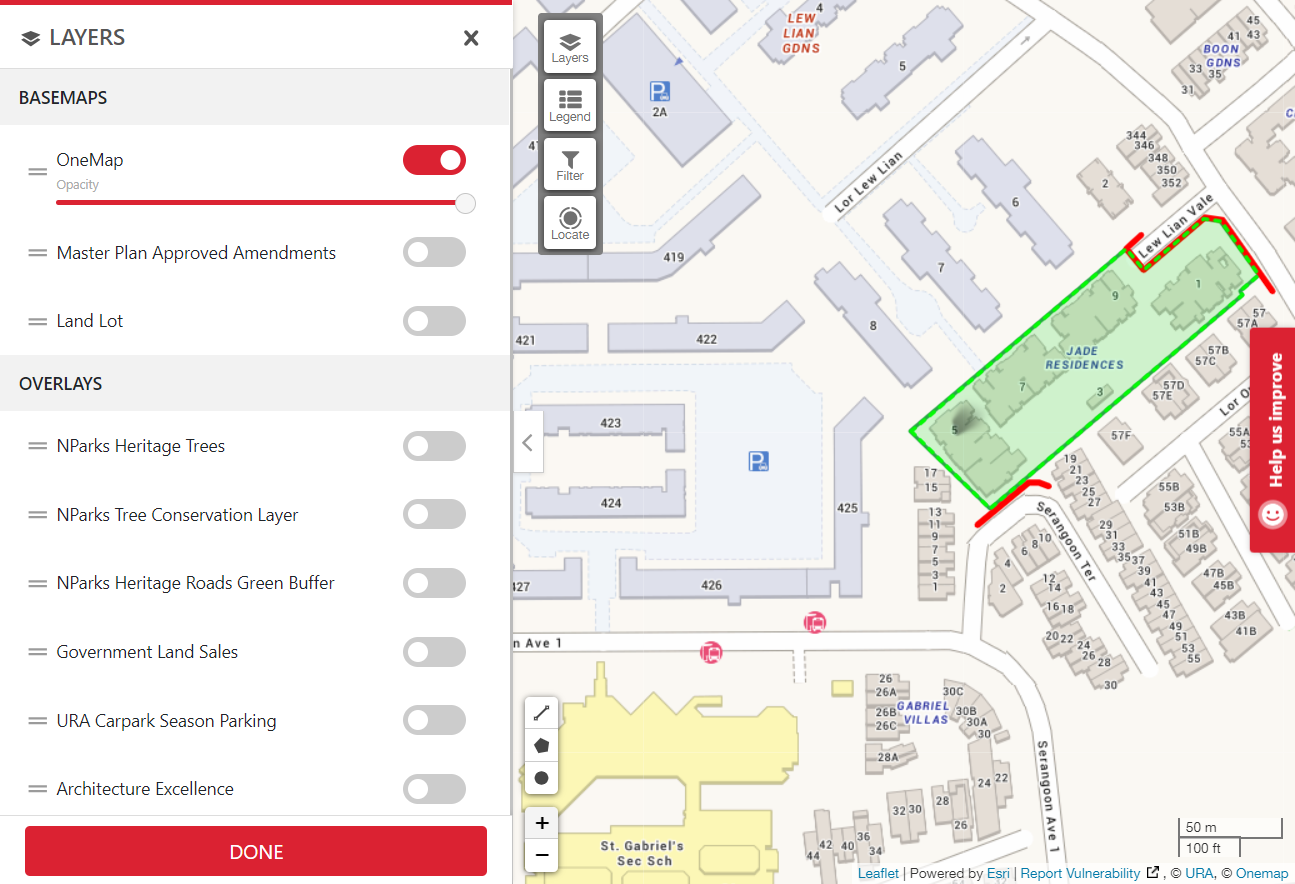 LAYERS
BASEMAPS
OneMap
Opacity
Master Plan Approved Amendments
Land Lot
OVERLAYS
NParks Heritage Trees
NParks Tree Conservation Layer
NParks Heritage Roads Green Buffer
Government Land Sales
URA Carpark Season Parking
Architecture Excellence
DONE
Layers
Legend
Filter
Locate
LEW
LIAN
GDNS
4
5
P
2A
45
41 43
BOON
GDNS
33 35
31
344
346
348
350
352
2
Lor Lew Lian
6
Lew Lian Vale
419
7
9
1
8
421
422
JADE
RESIDENCES
7
3
5
57
57A
57B
57C
57D
57E
57F
55A
Help us improve
423
424
P
425
427
426
17
15
13
11
9
7
5
3
1
19
21
23
25
27
29
31
33
35 37
39
41
43
45
47
49
51
53
55
55B
53B
51B
49B
47B
45B
43B
41B
Serangoon Ter
10
8
6
4
2
12
14
16 18
20 22
24
26
28
30
n Ave 1
26
26A
26B
26C
28A
GABRIEL
VILLAS
30C
30B
30A
30
24
22
28
26
32 30
36
34
40
42
44
Serangoon Ave 1
St. Gabriel's
Sec Sch
+
−
50 m
100 ft
Leaflet | Powered by Esri | Report Vulnerability , © URA, © Onemap